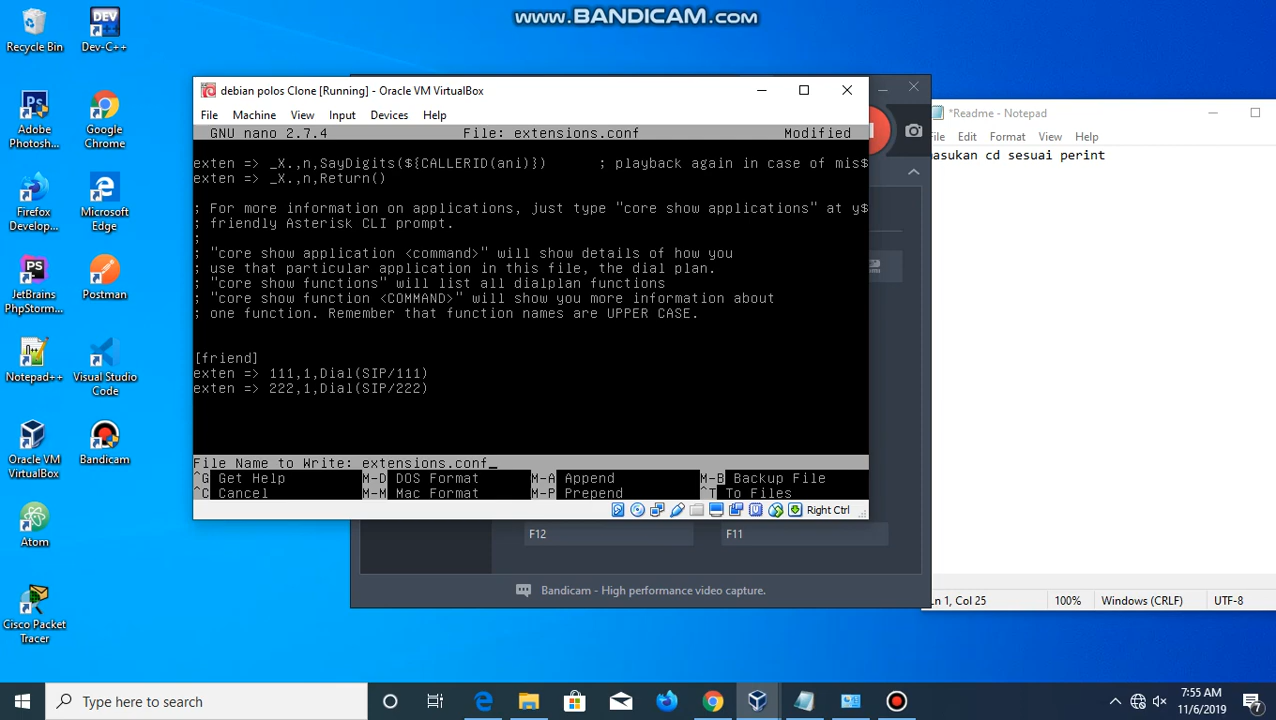 WWW.BANDICAM.COM
Recycle Bin
Dev-C++
Adobe
Photosh...
Google
Chrome
Firefox
Develop...
Microsoft
Edge
JetBrains
PhpStorm...
Postman
Notepad++
Visual Studio
Code
Oracle VM
VirtualBox
Bandicam
Atom
Cisco Packet
Tracer
debian polos Clone [Running] - Oracle VM VirtualBox
File Machine View Input Devices Help
GNU nano 2.7.4 File: extensions.conf Modified
exten => _X.,n,SayDigits(${CALLERID(ani)}) ; playback again in case of mis$
exten => _X.,n,Return()
; For more information on applications, just type "core show applications" at y$
; friendly Asterisk CLI prompt.
;
; "core show application <command>" will show details of how you
; use that particular application in this file, the dial plan.
; "core show functions" will list all dialplan functions
; "core show function <COMMAND>" will show you more information about
; one function. Remember that function names are UPPER CASE.
[friend]
exten => 111,1,Dial(SIP/111)
exten => 222,1,Dial(SIP/222)
File Name to Write: extensions.conf
^G Get Help M-D DOS Format M-A Append M-B Backup File
^C Cancel M-M Mac Format M-P Prepend ^T To Files
Right Ctrl
F12 F11
Bandicam - High performance video capture.
*Readme - Notepad
File Edit Format View Help
asukan cd sesuai perint
Ln 1, Col 25 100% Windows (CRLF) UTF-8
Type here to search
7:55 AM
11/6/2019
7